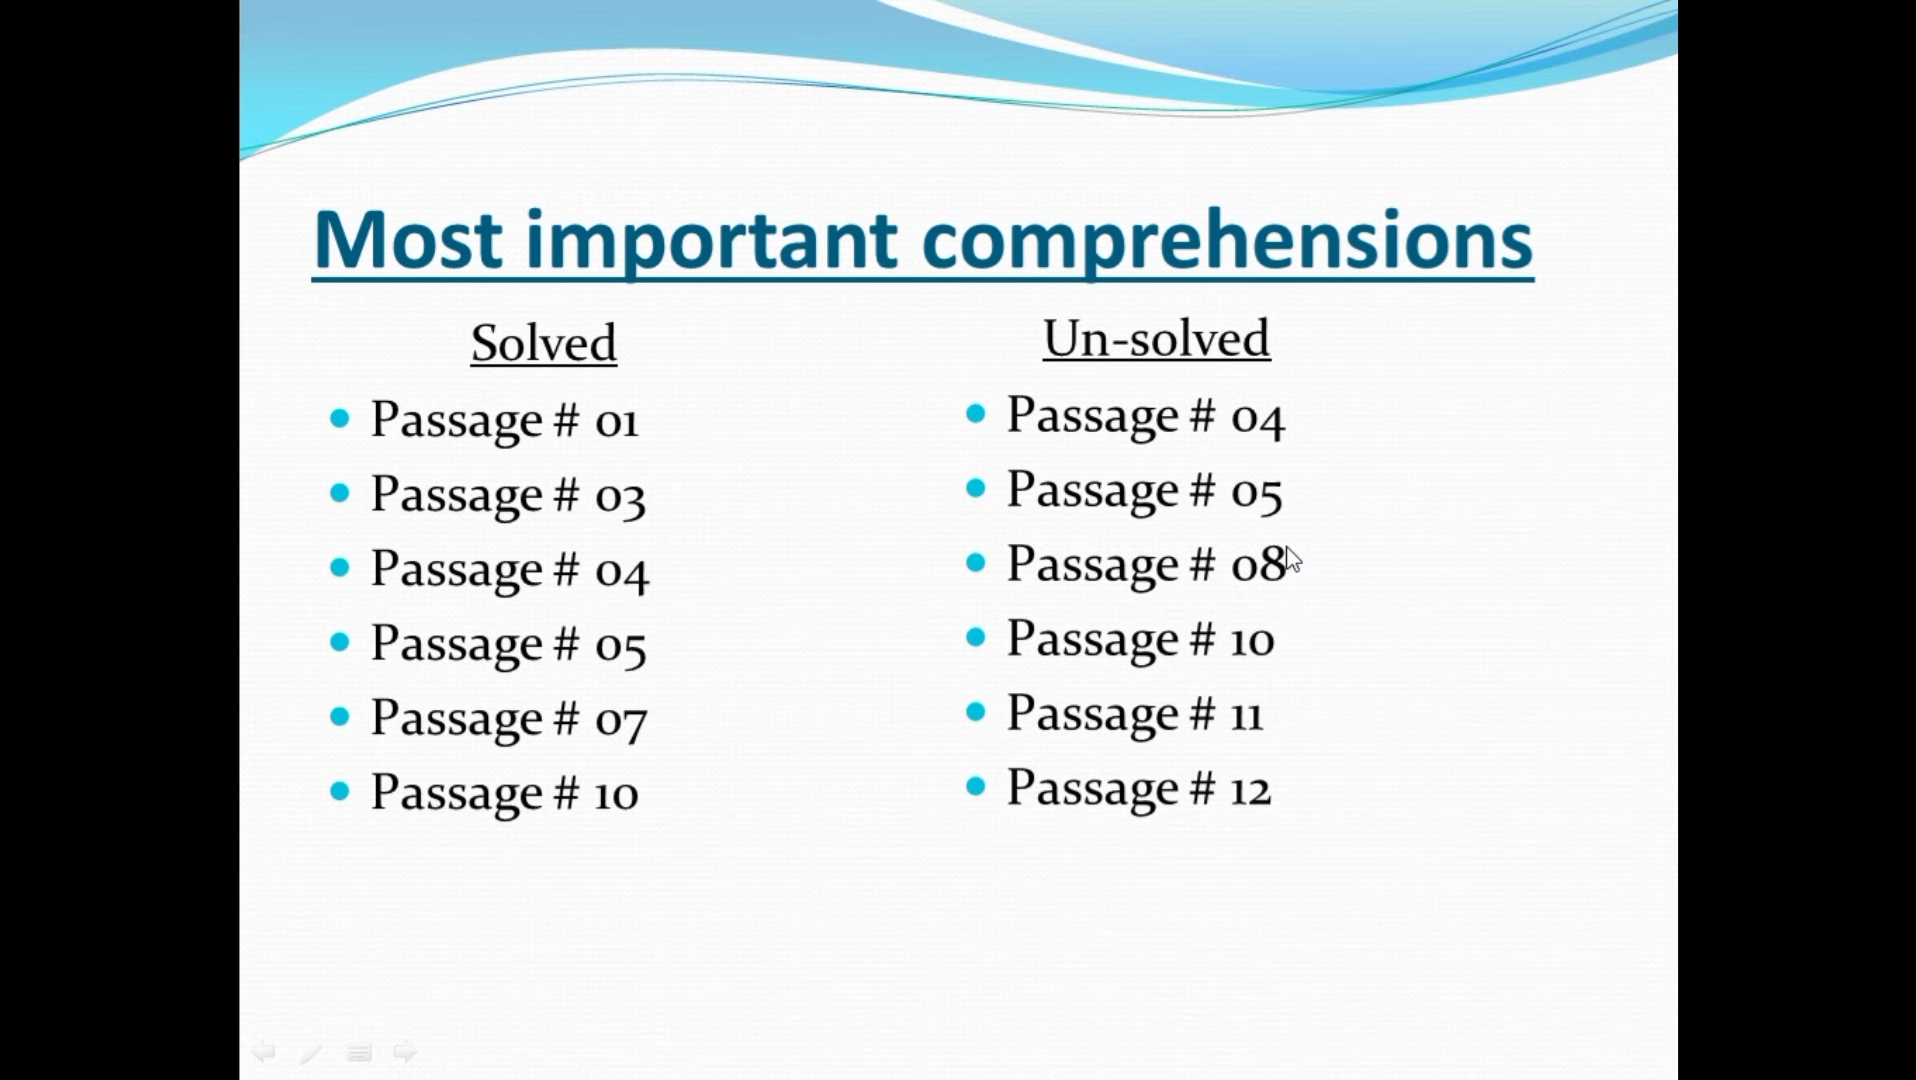 Most important comprehensions
Solved
Passage # 01
Passage # 03
Passage # 04
Passage # 05
Passage # 07
Passage # 10
Un-solved
Passage # 04
Passage # 05
Passage # 08
Passage # 10
Passage # 11
Passage # 12